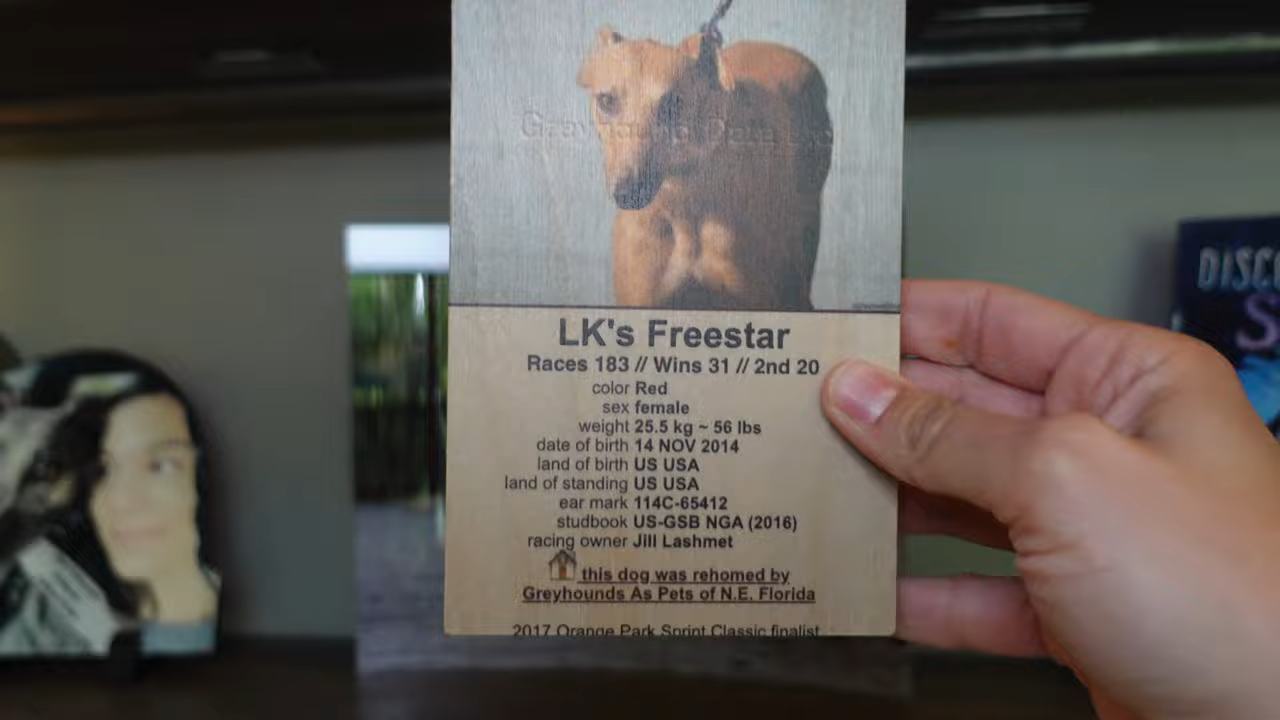 Greyhound Data
LK's Freestar
Races 183 // Wins 31 // 2nd 20
color Red
sex female
weight 25.5 kg ~ 56 lbs
date of birth 14 NOV 2014
land of birth US USA
land of standing US USA
ear mark 114C-65412
studbook US-GSB NGA (2016)
racing owner Jill Lashmet
this dog was rehomed by
Greyhounds As Pets of N.E. Florida
2017 Orange Park Sprint Classic finalist
DISC
S